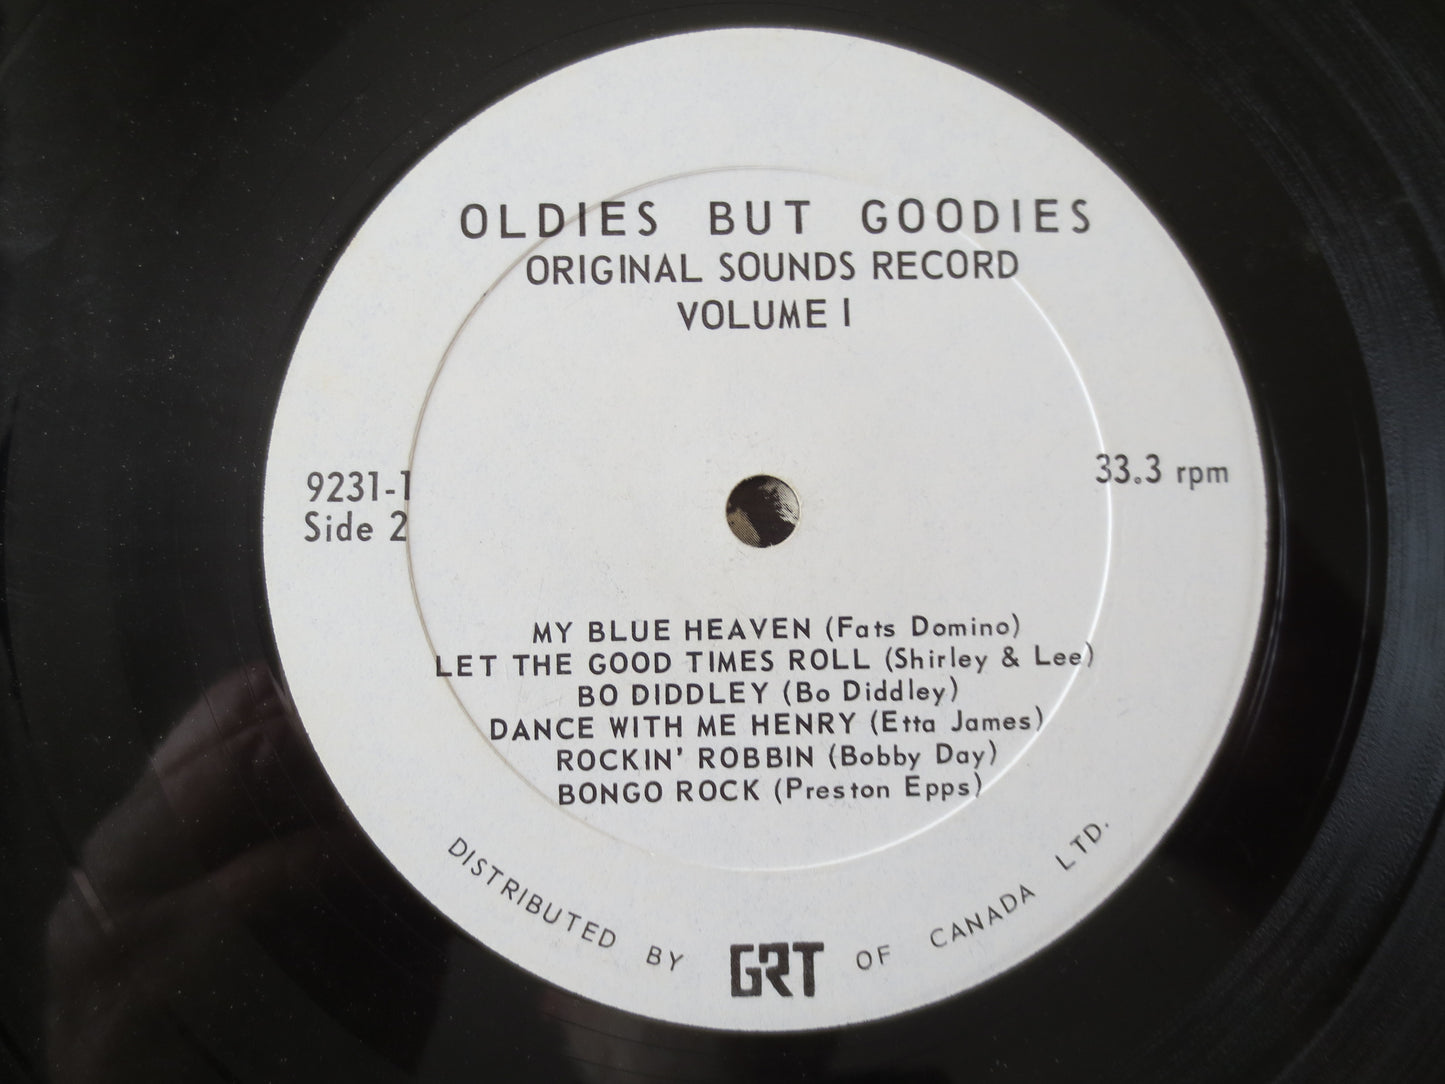 OLDIES BUT GOODIES
ORIGINAL SOUNDS RECORD
VOLUME I
9231-1
Side 2
33.3 rpm
MY BLUE HEAVEN (Fats Domino)
LET THE GOOD TIMES ROLL (Shirley & Lee)
BO DIDDLEY (Bo Diddley)
DANCE WITH ME HENRY (Etta James)
ROCKIN' ROBBIN (Bobby Day)
BONGO ROCK (Preston Epps)
DISTRIBUTED BY GRT OF CANADA LTD.